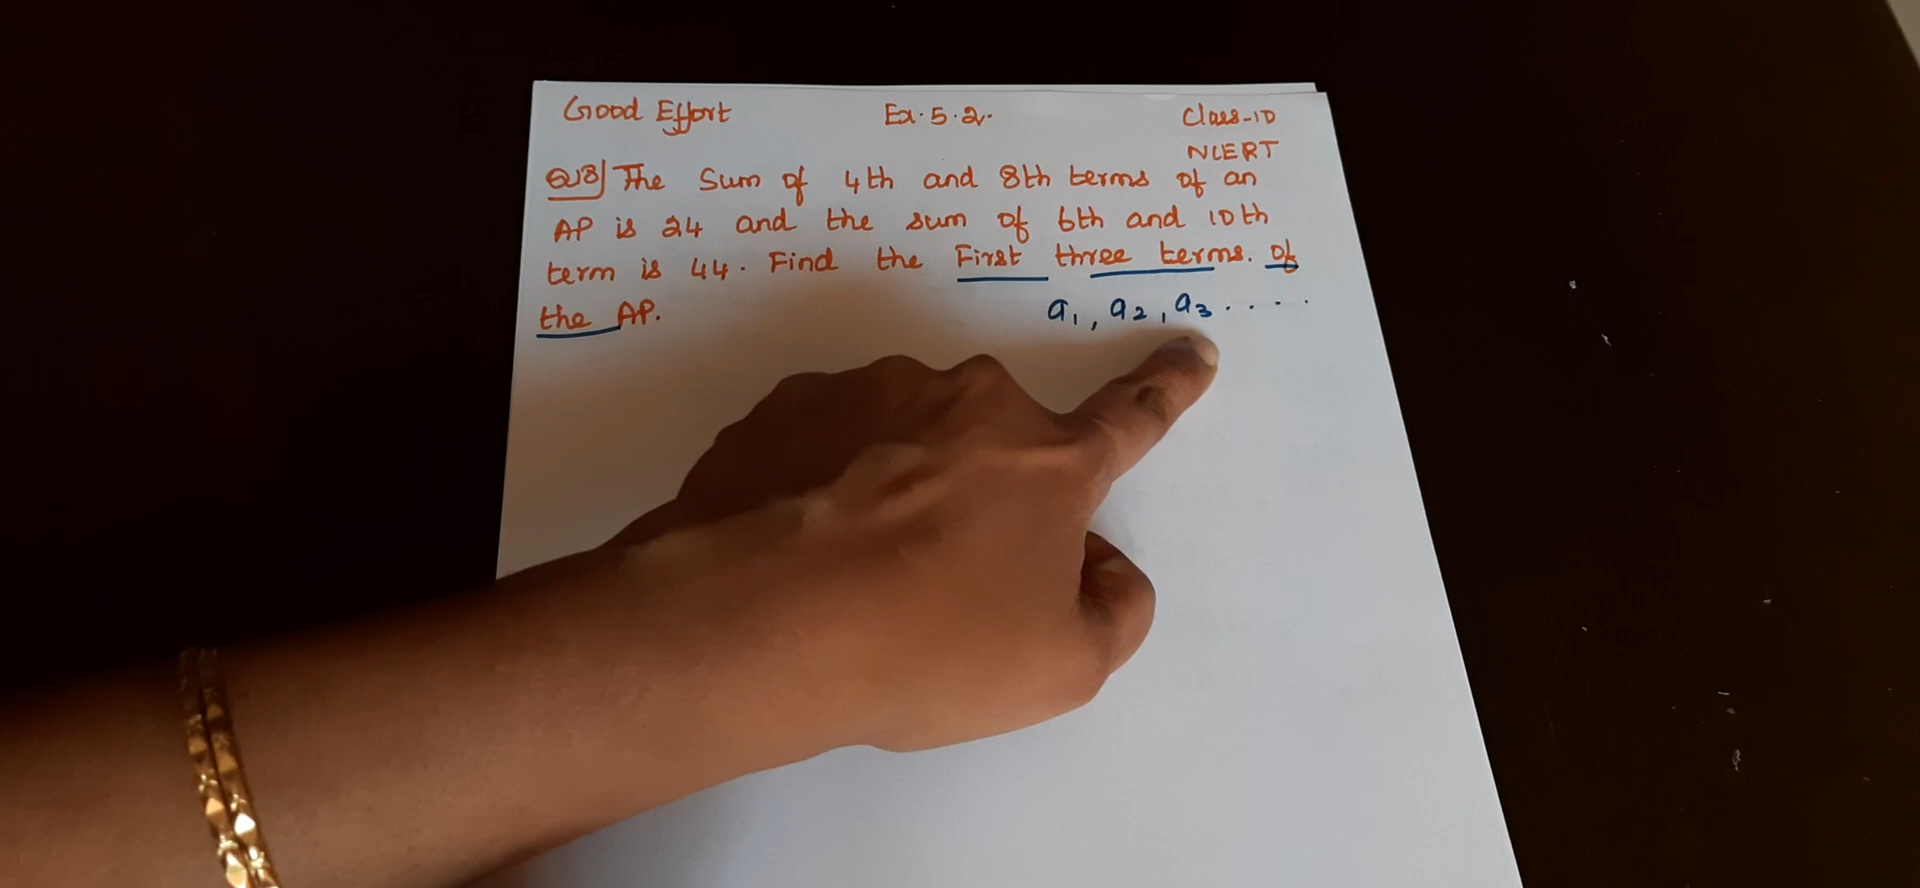 Good Effort Ex.5.2. Class-10
NCERT
Q18) The Sum of 4th and 8th terms of an
AP is 24 and the sum of 6th and 10th
term is 44. Find the First three terms. of
the AP.
a1, a2, a3.....